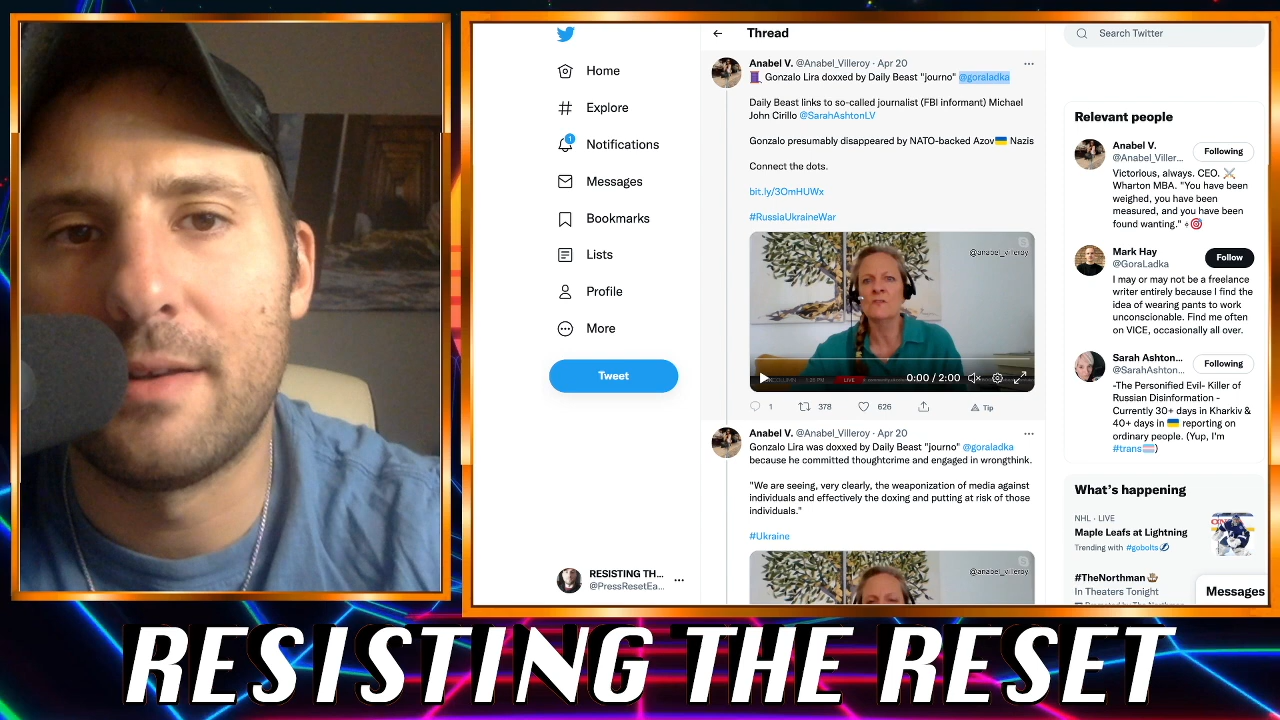 Home
Explore
1
Notifications
Messages
Bookmarks
Lists
Profile
More
Tweet
RESISTING TH...
@PressResetEa...
Thread
Anabel V. @Anabel_Villeroy · Apr 20
Gonzalo Lira doxxed by Daily Beast "journo" @goraladka
Daily Beast links to so-called journalist (FBI informant) Michael
John Cirillo @SarahAshtonLV
Gonzalo presumably disappeared by NATO-backed Azov🇺🇦 Nazis
Connect the dots.
bit.ly/3OmHUWx
#RussiaUkraineWar
@anabel_villeroy
LIVE
0:00 / 2:00
1
378
626
Tip
Anabel V. @Anabel_Villeroy · Apr 20
Gonzalo Lira was doxxed by Daily Beast "journo" @goraladka
because he committed thoughtcrime and engaged in wrongthink.
"We are seeing, very clearly, the weaponization of media against
individuals and effectively the doxing and putting at risk of those
individuals."
#Ukraine
@anabel_villeroy
Search Twitter
Relevant people
Anabel V.
@Anabel_Viller...
Following
Victorious, always. CEO. ⚔️
Wharton MBA. "You have been
weighed, you have been
measured, and you have been
found wanting." 🎯
Mark Hay
@GoraLadka
Follow
I may or may not be a freelance
writer entirely because I find the
idea of wearing pants to work
unconscionable. Find me often
on VICE, occasionally all over.
Sarah Ashton...
@SarahAshton...
Following
-The Personified Evil- Killer of
Russian Disinformation -
Currently 30+ days in Kharkiv &
40+ days in 🇺🇦 reporting on
ordinary people. (Yup, I'm
#trans🏳️‍⚧️)
What's happening
NHL · LIVE
Maple Leafs at Lightning
Trending with #gobolts
#TheNorthman
In Theaters Tonight
Messages
RESISTING THE RESET